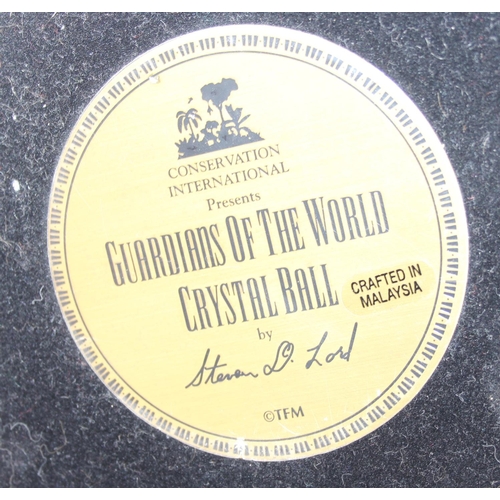 CONSERVATION
INTERNATIONAL
Presents
GUARDIANS OF THE WORLD
CRYSTAL BALL
CRAFTED IN
MALAYSIA
by
Steven D. Lord
©TFM